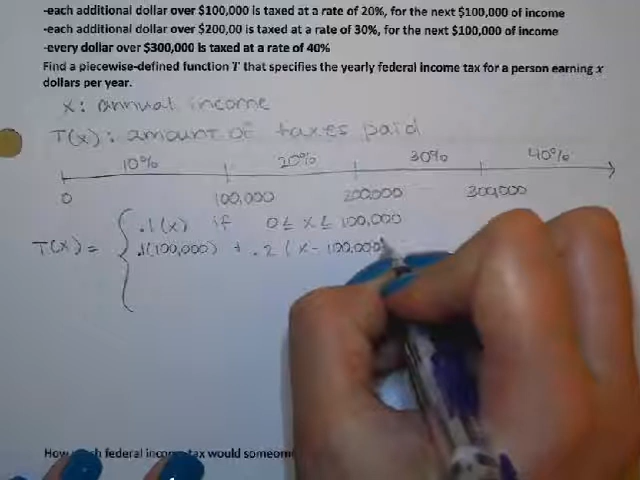 -each additional dollar over $100,000 is taxed at a rate of 20%, for the next $100,000 of income
-each additional dollar over $200,00 is taxed at a rate of 30%, for the next $100,000 of income
-every dollar over $300,000 is taxed at a rate of 40%
Find a piecewise-defined function T that specifies the yearly federal income tax for a person earning x
dollars per year.
x: annual income
T(x): amount of taxes paid
10% 20% 30% 40%
0 100,000 200,000 300,000
.1(x) if 0 ≤ x ≤ 100,000
T(x) = .1(100,000) + .2 (x - 100,000)
federal income tax would